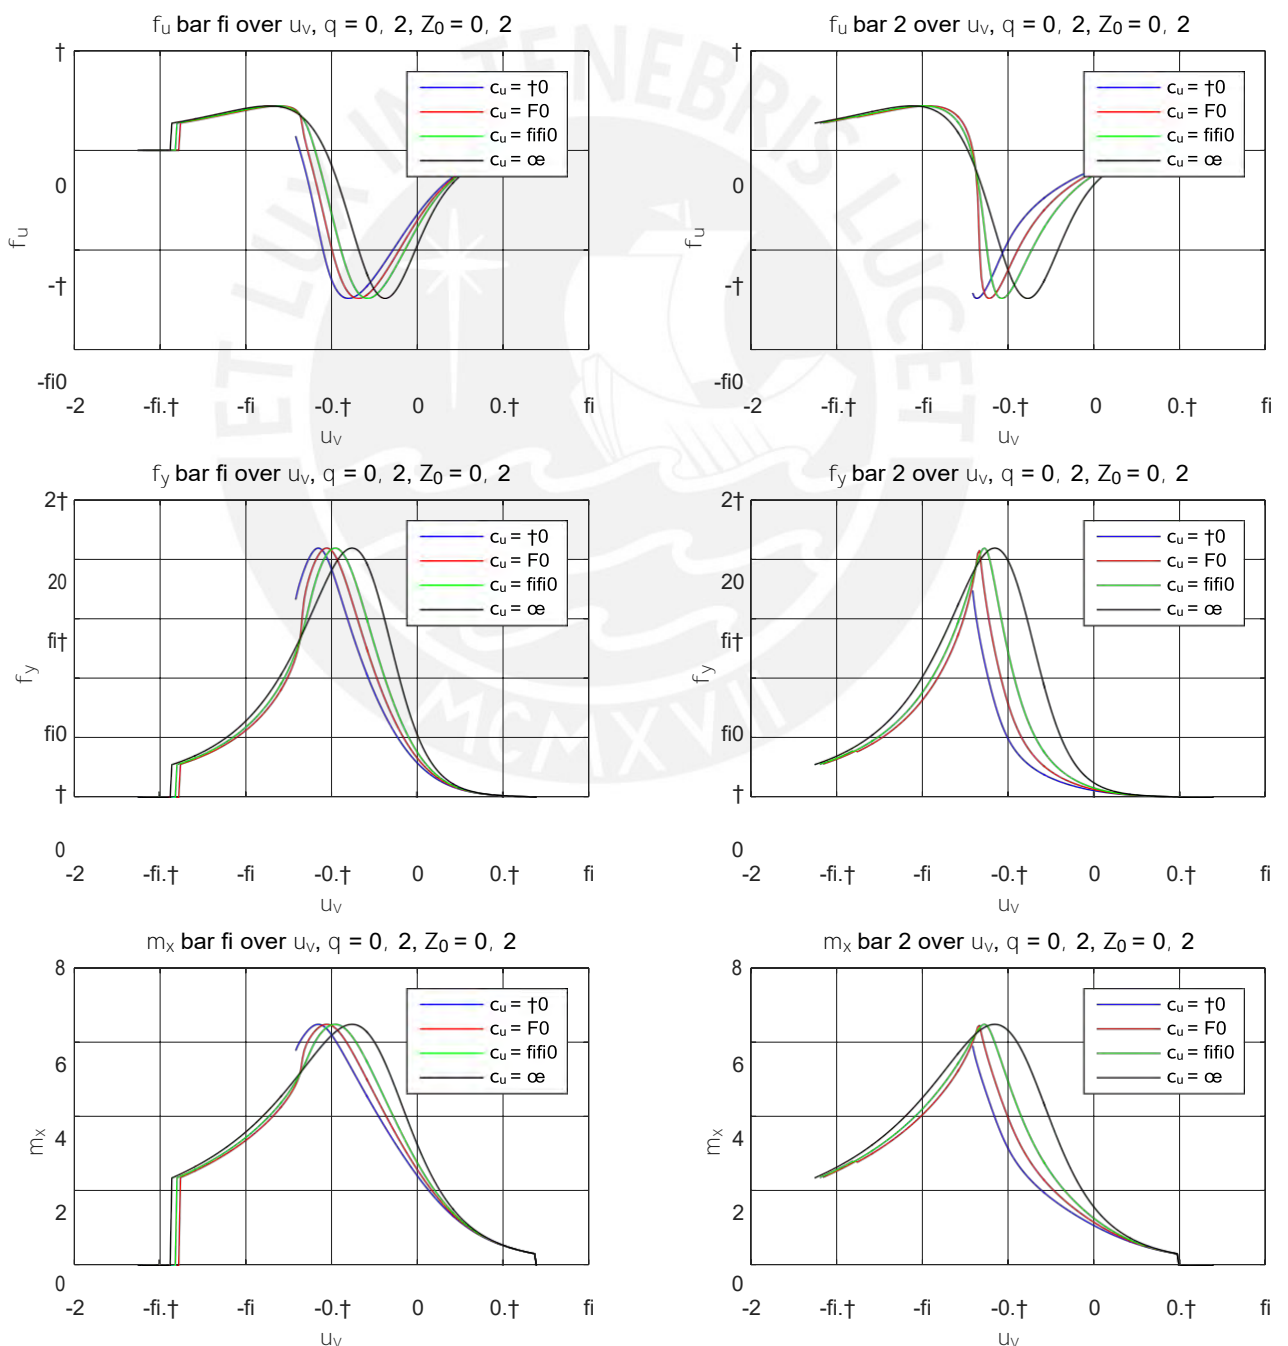 fu bar fi over uv, q = 0, 2, Z0 = 0, 2
†
0
-†
-fi0
fu
cu = †0
cu = F0
cu = fifi0
cu = œ
-2 -fi.† -fi -0.† 0 0.† fi
uv
fu bar 2 over uv, q = 0, 2, Z0 = 0, 2
†
0
-†
-fi0
fu
cu = †0
cu = F0
cu = fifi0
cu = œ
-2 -fi.† -fi -0.† 0 0.† fi
uv
fy bar fi over uv, q = 0, 2, Z0 = 0, 2
2†
20
fi†
fi0
†
0
fy
cu = †0
cu = F0
cu = fifi0
cu = œ
-2 -fi.† -fi -0.† 0 0.† fi
uv
fy bar 2 over uv, q = 0, 2, Z0 = 0, 2
2†
20
fi†
fi0
†
0
fy
cu = †0
cu = F0
cu = fifi0
cu = œ
-2 -fi.† -fi -0.† 0 0.† fi
uv
mx bar fi over uv, q = 0, 2, Z0 = 0, 2
8
6
4
2
0
mx
cu = †0
cu = F0
cu = fifi0
cu = œ
-2 -fi.† -fi -0.† 0 0.† fi
uv
mx bar 2 over uv, q = 0, 2, Z0 = 0, 2
8
6
4
2
0
mx
cu = †0
cu = F0
cu = fifi0
cu = œ
-2 -fi.† -fi -0.† 0 0.† fi
uv
ET LUX IN TENEBRIS LUCET
MCMXVII